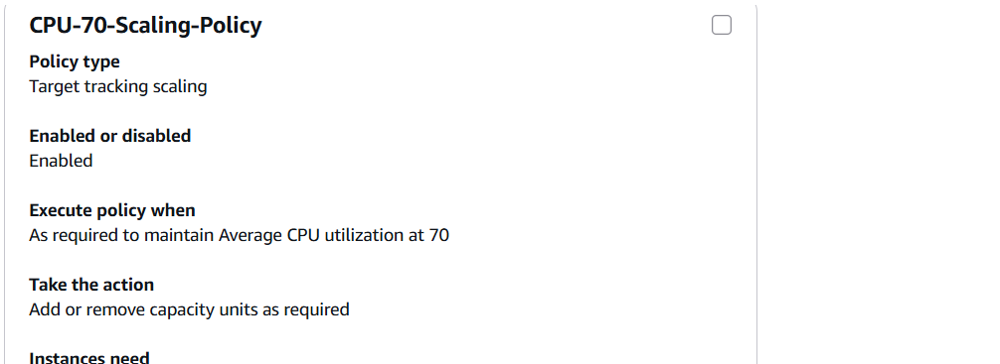 CPU-70-Scaling-Policy
Policy type
Target tracking scaling
Enabled or disabled
Enabled
Execute policy when
As required to maintain Average CPU utilization at 70
Take the action
Add or remove capacity units as required
Instances need